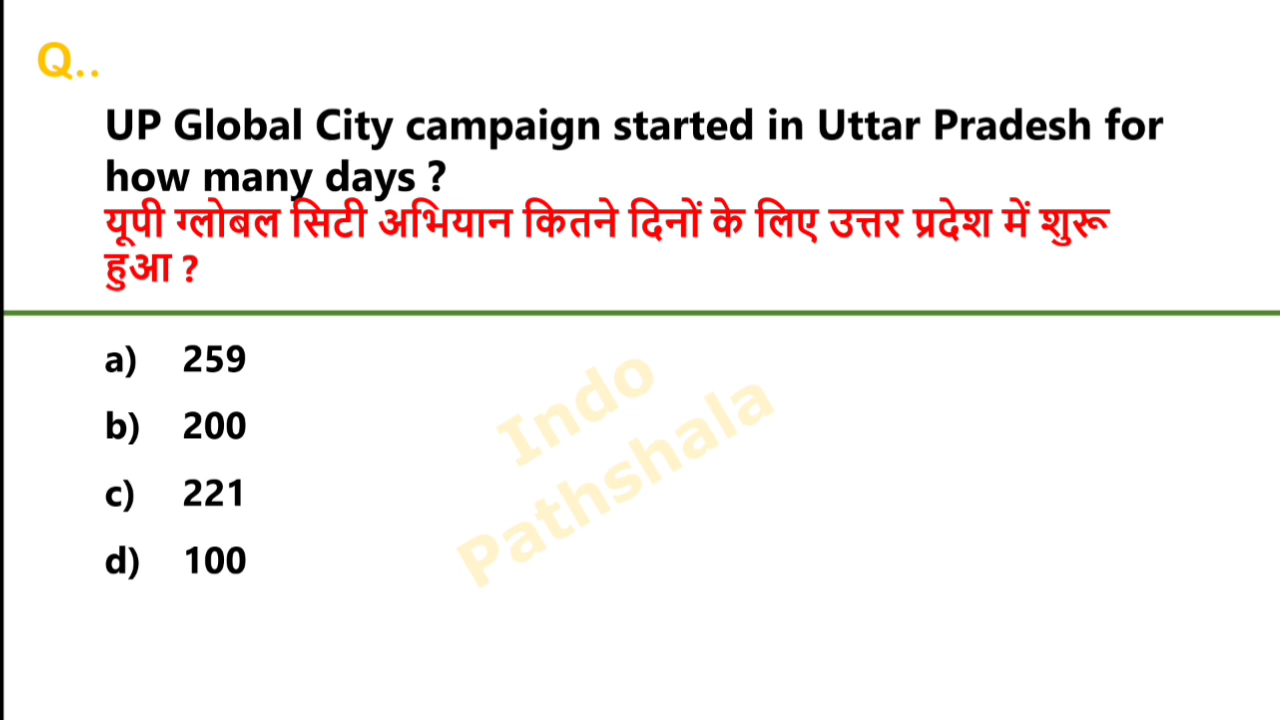 Q..
UP Global City campaign started in Uttar Pradesh for
how many days ?
यूपी ग्लोबल सिटी अभियान कितने दिनों के लिए उत्तर प्रदेश में शुरू
हुआ ?
a) 259
b) 200
c) 221
d) 100
Indo
Pathshala